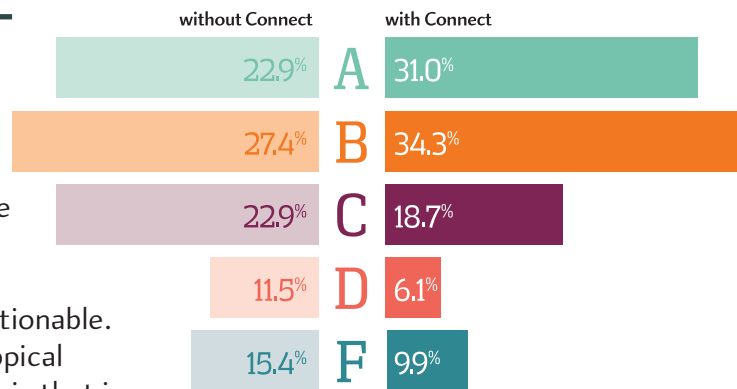 without Connect with Connect
22.9% A 31.0%
27.4% B 34.3%
22.9% C 18.7%
11.5% D 6.1%
tionable.
15.4% F 9.9%